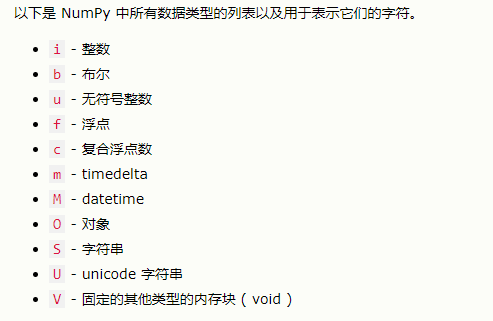 以下是 NumPy 中所有数据类型的列表以及用于表示它们的字符。
• i - 整数
• b - 布尔
• u - 无符号整数
• f - 浮点
• c - 复合浮点数
• m - timedelta
• M - datetime
• O - 对象
• S - 字符串
• U - unicode 字符串
• V - 固定的其他类型的内存块 ( void )